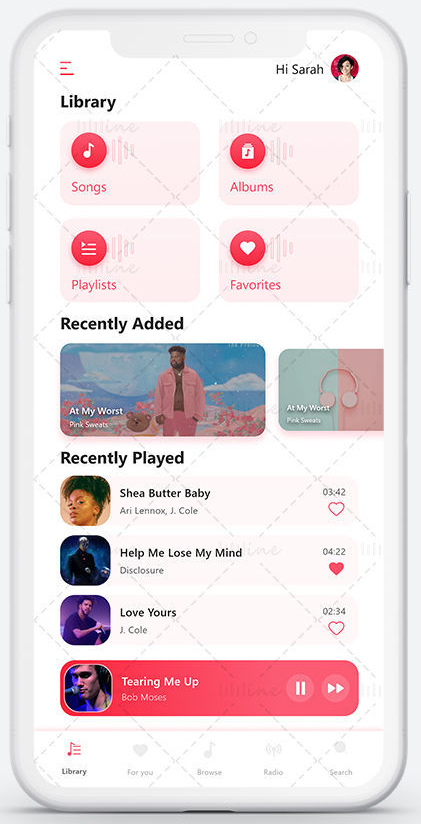 Hi Sarah
Library
Songs
Albums
Playlists
Favorites
Recently Added
At My Worst
Pink Sweats
At My Worst
Pink Sweats
Recently Played
Shea Butter Baby
03:42
Ari Lennox, J. Cole
Help Me Lose My Mind
04:22
Disclosure
Love Yours
02:34
J. Cole
Tearing Me Up
Bob Moses
Library
For you
Browse
Radio
Search